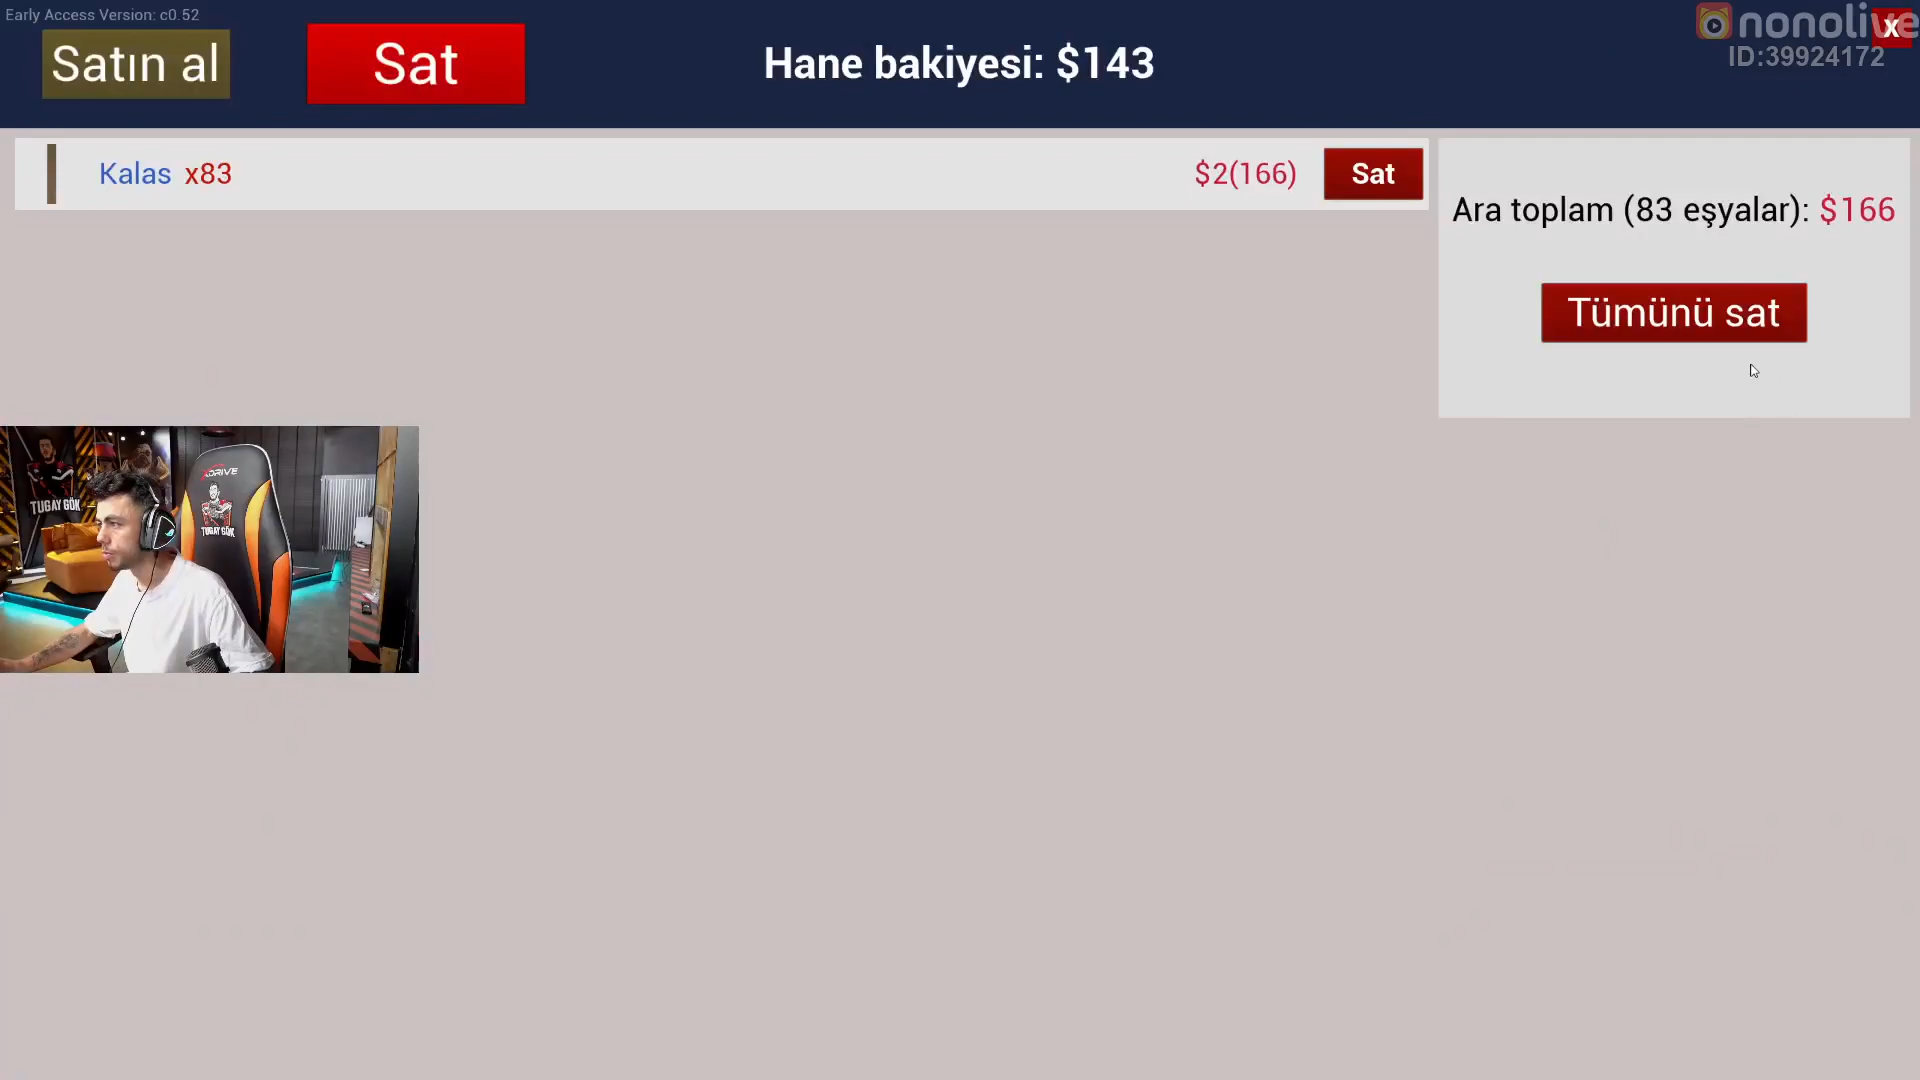 Early Access Version: c0.52
nonolive
X
ID:39924172
Satın al
Sat
Hane bakiyesi: $143
Kalas x83
$2(166)
Sat
Ara toplam (83 eşyalar): $166
Tümünü sat
TUGAY GÖK
XDRIVE
TUGAY GÖK